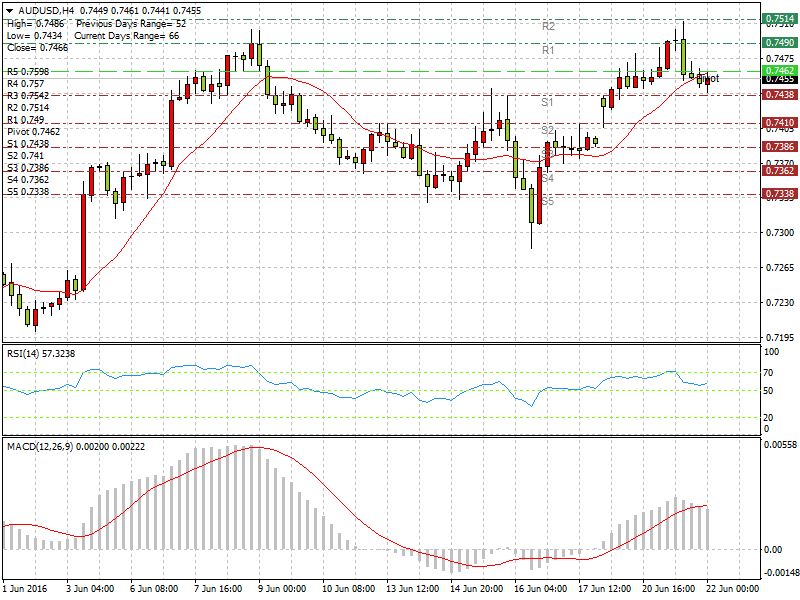 AUDUSD,H4 0.7449 0.7461 0.7441 0.7455
High= 0.7486 Previous Days Range= 52
Low= 0.7434 Current Days Range= 66
Close= 0.7466
R5 0.7598
R4 0.757
R3 0.7542
R2 0.7514
R1 0.749
Pivot 0.7462
S1 0.7438
S2 0.741
S3 0.7386
S4 0.7362
S5 0.7338
R2
R1
S1
S2
S4
S5
0.7514
0.7490
0.7475
0.7462
0.7455
0.7438
0.7410
0.7405
0.7386
0.7370
0.7362
0.7338
0.7300
0.7265
0.7230
0.7195
RSI(14) 57.3238
100
70
50
20
0
MACD(12,26,9) 0.00200 0.00222
0.00558
0.00
-0.00148
1 Jun 2016 3 Jun 04:00 6 Jun 08:00 7 Jun 16:00 9 Jun 00:00 10 Jun 08:00 13 Jun 12:00 14 Jun 20:00 16 Jun 04:00 17 Jun 12:00 20 Jun 16:00 22 Jun 00:00